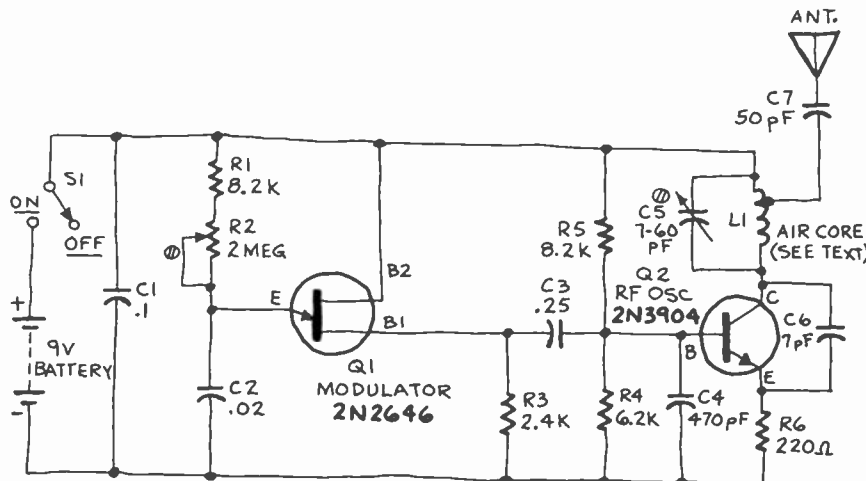 ANT.
C7
50pF
R1
8.2K
S1
ON
OFF
R2
2MEG
R5
8.2K
C5
7-60
pF
L1
AIR CORE
(SEE TEXT)
B2
E
B1
C3
.25
Q2
RF OSC
2N3904
C
C1
.1
C6
7pF
B
E
+
9V
BATTERY
-
Q1
MODULATOR
2N2646
C2
.02
R3
2.4K
R4
6.2K
C4
470pF
R6
220Ω